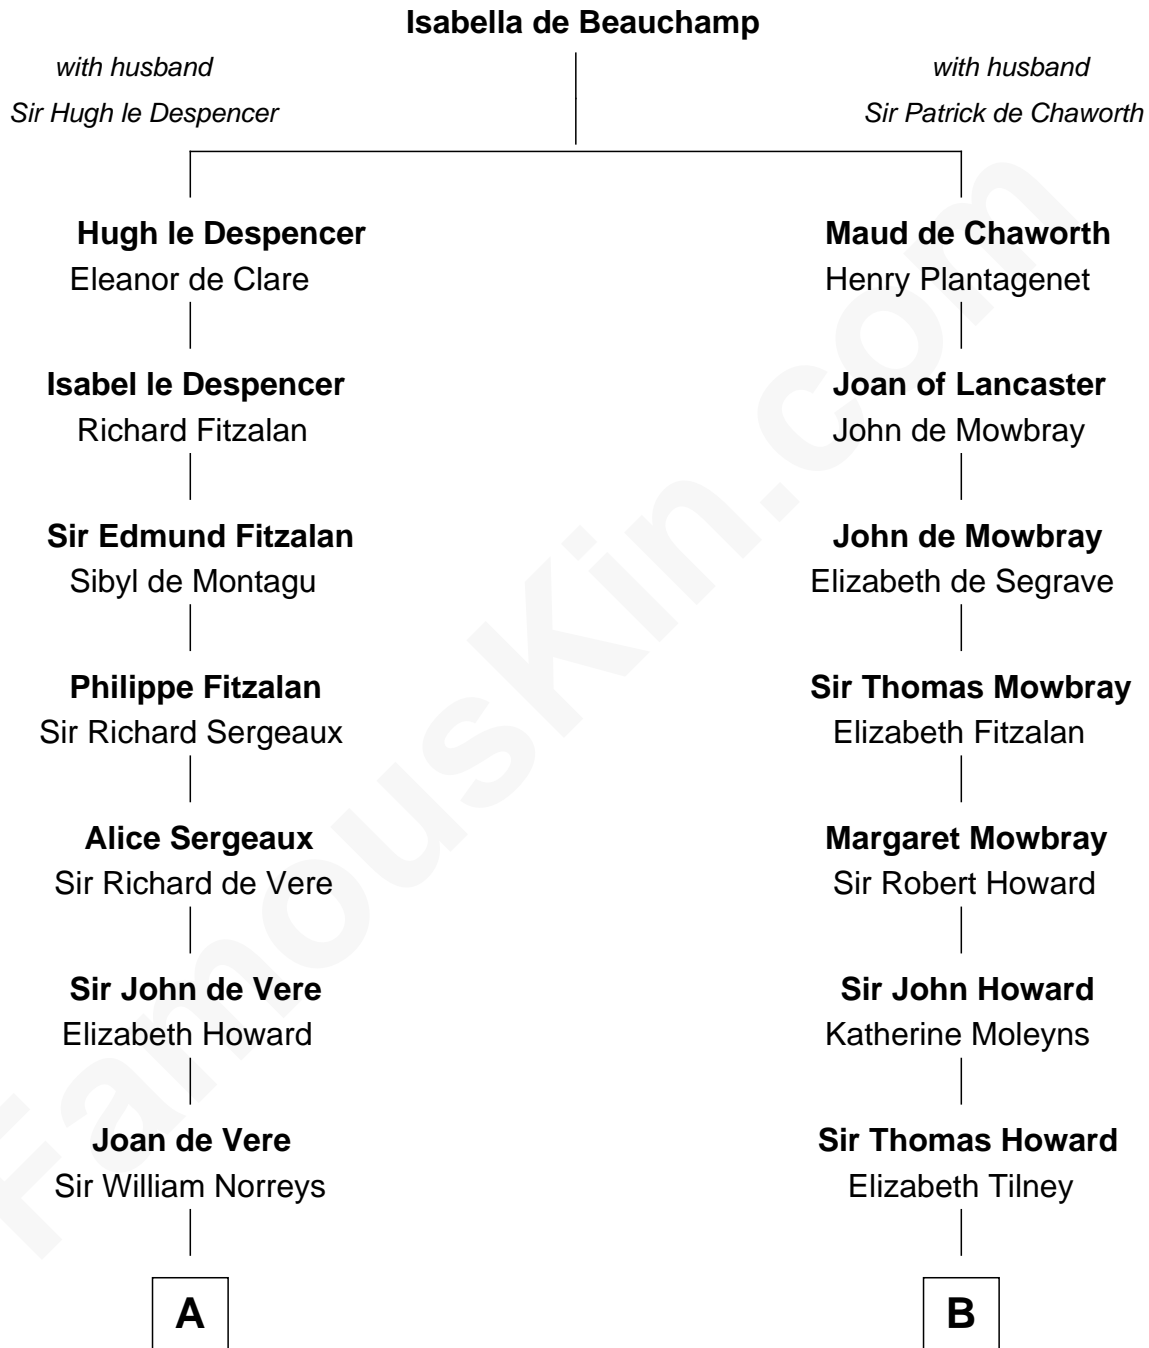 Isabella de Beauchamp
with husband
Sir Hugh le Despencer
with husband
Sir Patrick de Chaworth
Hugh le Despencer
Eleanor de Clare
Maud de Chaworth
Henry Plantagenet
Isabel le Despencer
Richard Fitzalan
Joan of Lancaster
John de Mowbray
Sir Edmund Fitzalan
Sibyl de Montagu
John de Mowbray
Elizabeth de Segrave
Philippe Fitzalan
Sir Richard Sergeaux
Sir Thomas Mowbray
Elizabeth Fitzalan
Alice Sergeaux
Sir Richard de Vere
Margaret Mowbray
Sir Robert Howard
Sir John de Vere
Elizabeth Howard
Sir John Howard
Katherine Moleyns
Joan de Vere
Sir William Norreys
Sir Thomas Howard
Elizabeth Tilney
A
B
FamousKin.com